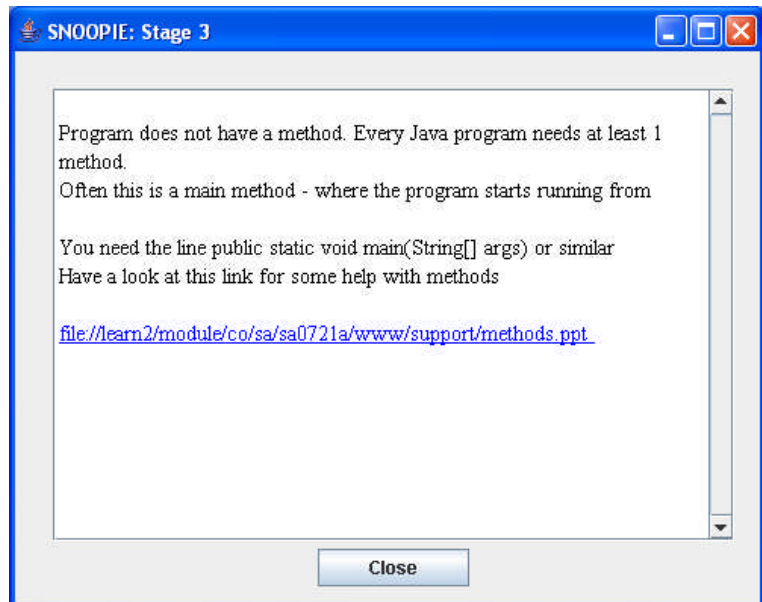 SNOOPIE: Stage 3
Program does not have a method. Every Java program needs at least 1
method.
Often this is a main method - where the program starts running from
You need the line public static void main(String[] args) or similar
Have a look at this link for some help with methods
file://learn2/module/co/sa/sa0721a/www/support/methods.ppt
Close